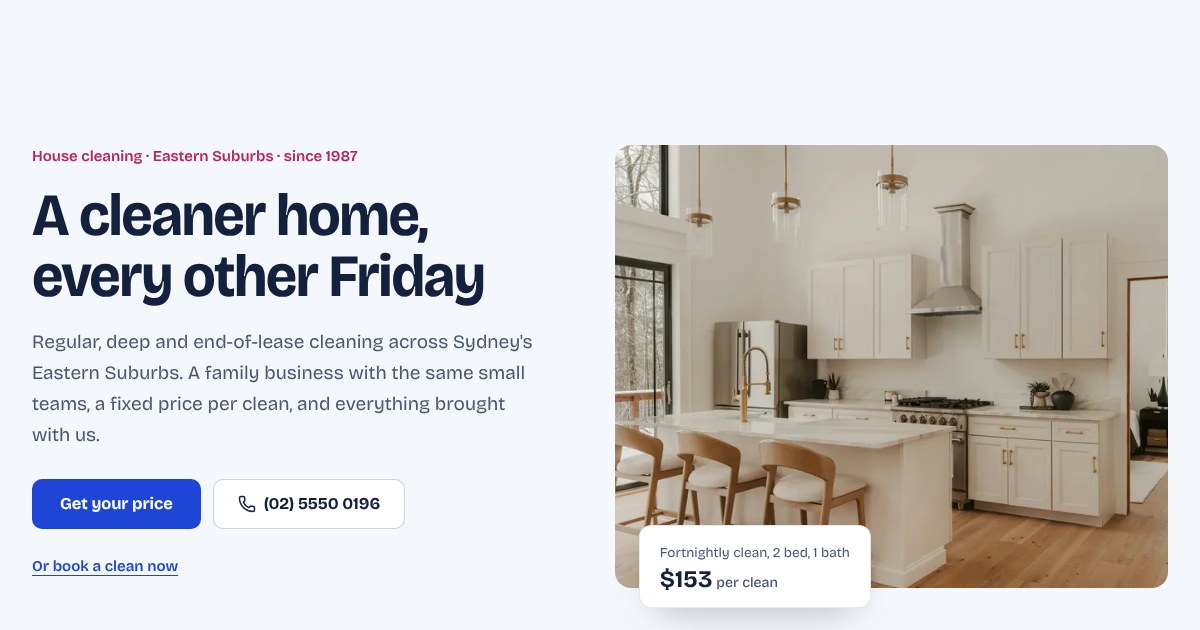 House cleaning · Eastern Suburbs · since 1987
A cleaner home,
every other Friday
Regular, deep and end-of-lease cleaning across Sydney's
Eastern Suburbs. A family business with the same small
teams, a fixed price per clean, and everything brought
with us.
Get your price
(02) 5550 0196
Or book a clean now
Fortnightly clean, 2 bed, 1 bath
$153 per clean